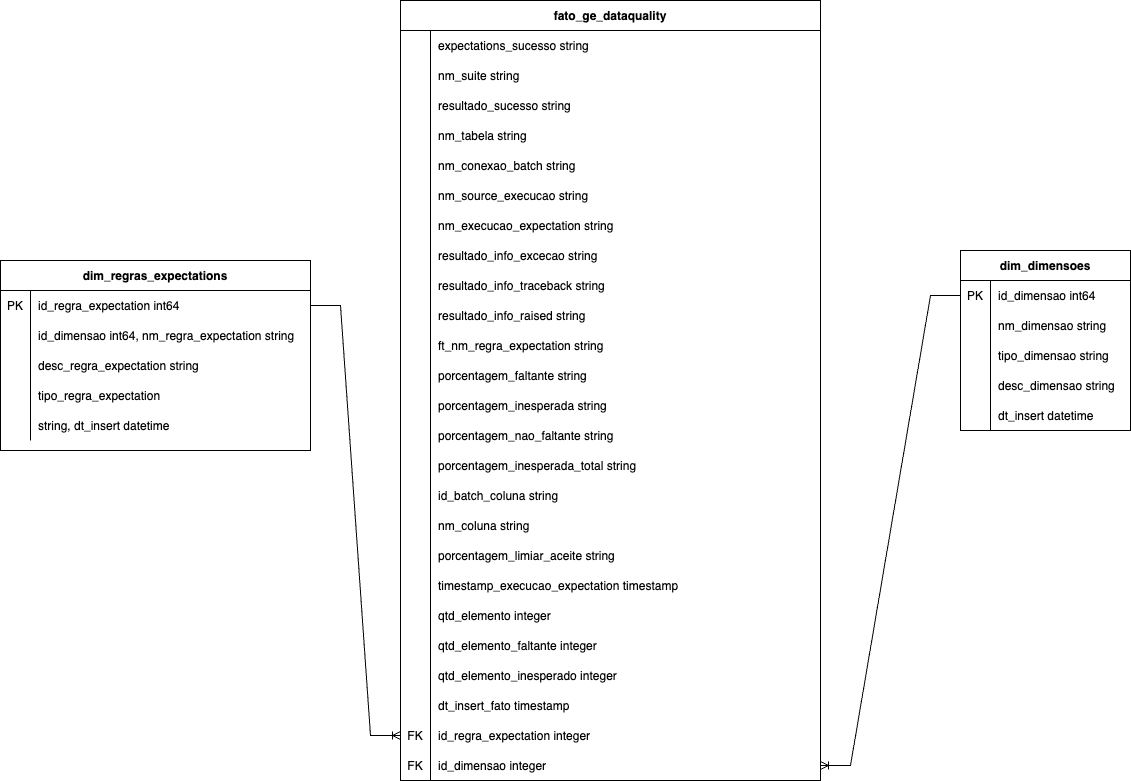 fato_ge_dataquality
expectations_sucesso string
nm_suite string
resultado_sucesso string
nm_tabela string
nm_conexao_batch string
nm_source_execucao string
nm_execucao_expectation string
resultado_info_excecao string
resultado_info_traceback string
resultado_info_raised string
ft_nm_regra_expectation string
porcentagem_faltante string
porcentagem_inesperada string
porcentagem_nao_faltante string
porcentagem_inesperada_total string
id_batch_coluna string
nm_coluna string
porcentagem_limiar_aceite string
timestamp_execucao_expectation timestamp
qtd_elemento integer
qtd_elemento_faltante integer
qtd_elemento_inesperado integer
dt_insert_fato timestamp
FK id_regra_expectation integer
FK id_dimensao integer
dim_regras_expectations
PK id_regra_expectation int64
id_dimensao int64, nm_regra_expectation string
desc_regra_expectation string
tipo_regra_expectation
string, dt_insert datetime
dim_dimensoes
PK id_dimensao int64
nm_dimensao string
tipo_dimensao string
desc_dimensao string
dt_insert datetime